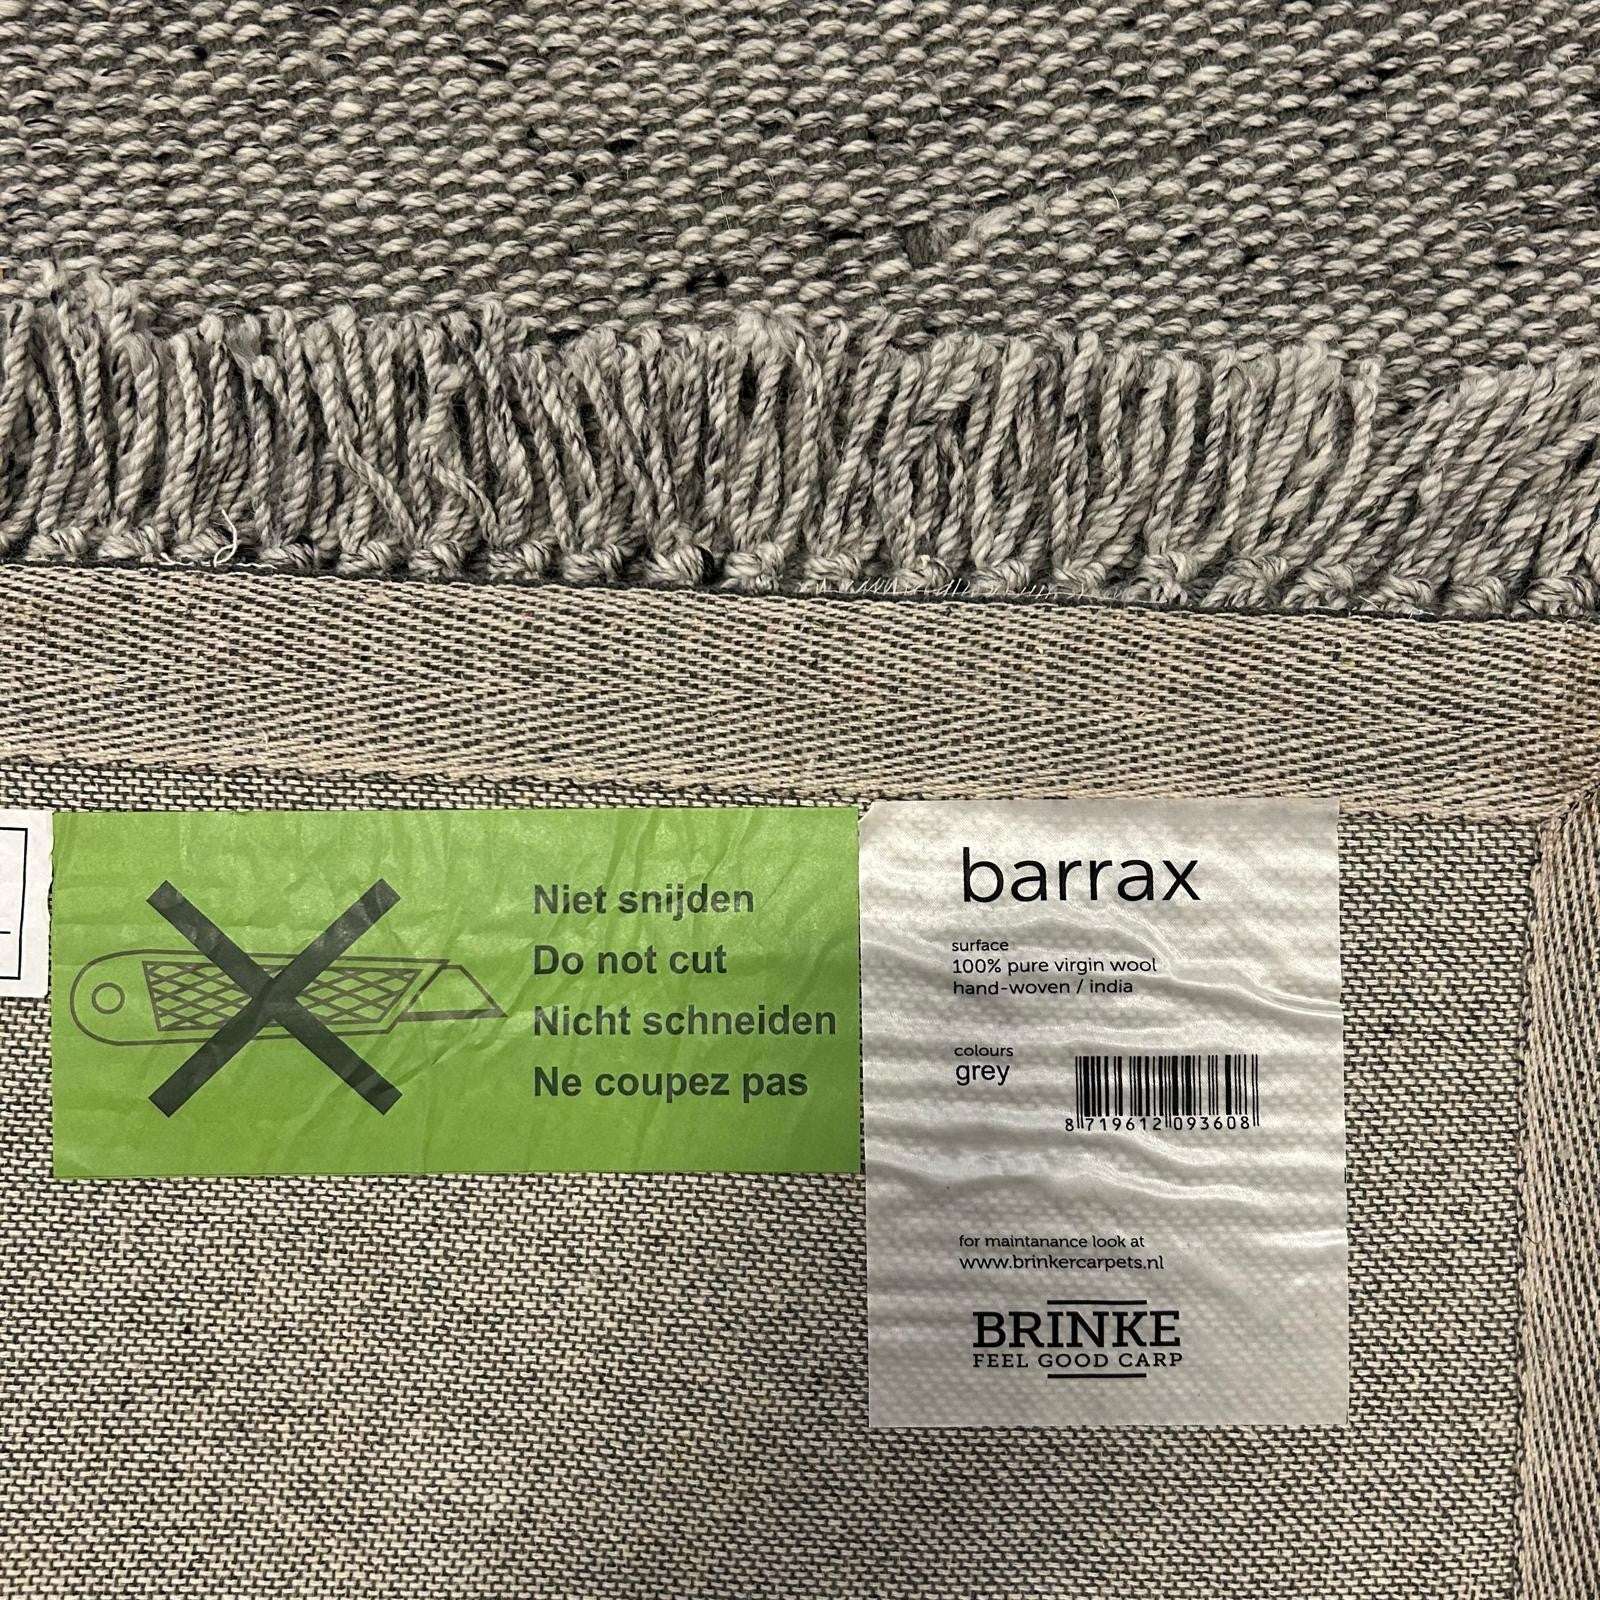 Niet snijden
Do not cut
Nicht schneiden
Ne coupez pas
barrax
surface
100% pure virgin wool
hand-woven / india
colours
grey
8 719612 093608
for maintanance look at
www.brinkercarpets.nl
BRINKE
FEEL GOOD CARP